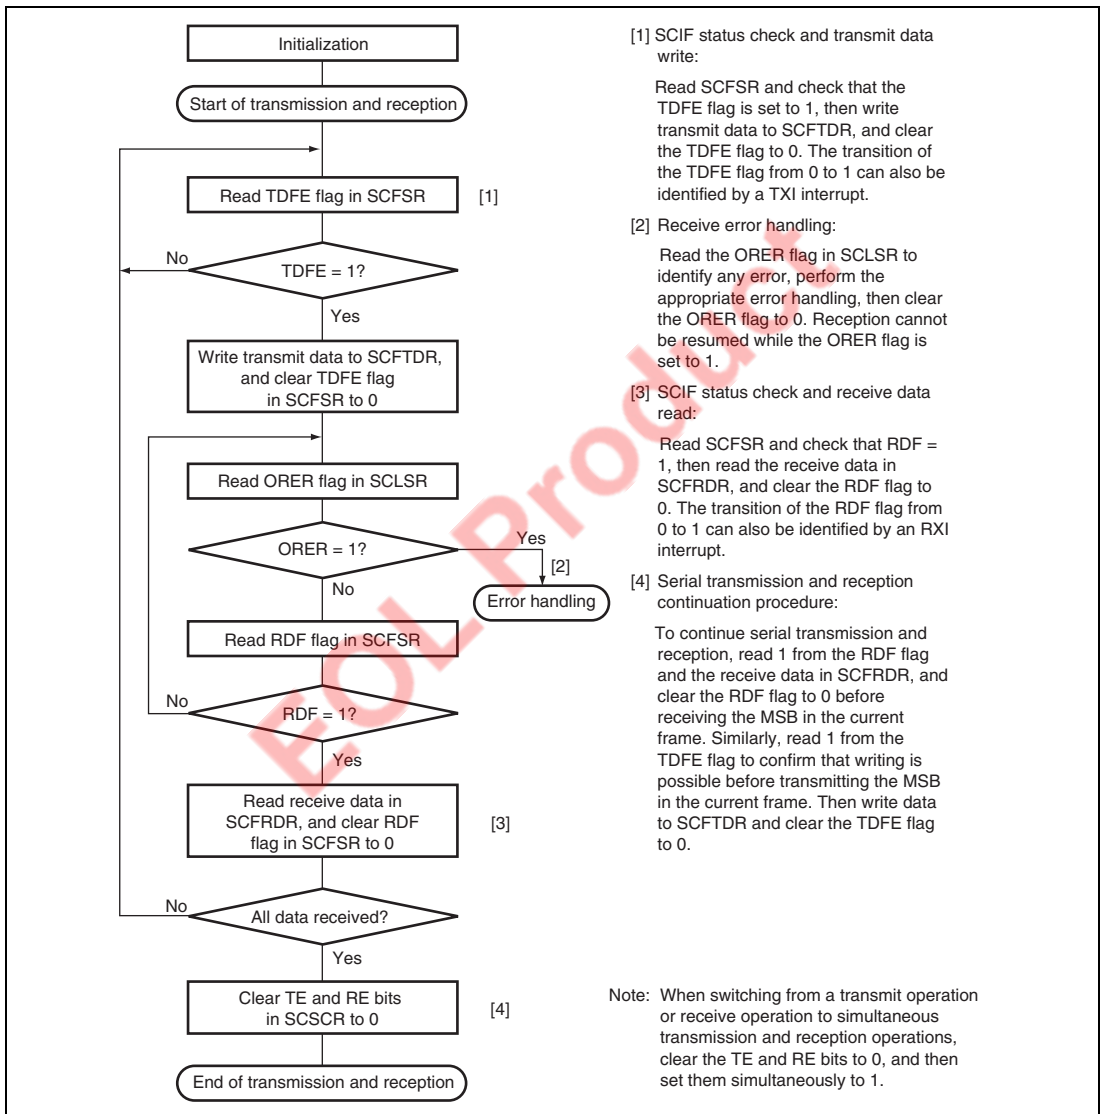 Initialization
Start of transmission and reception
Read TDFE flag in SCFSR
[1]
No
TDFE = 1?
Yes
Write transmit data to SCFTDR,
and clear TDFE flag
in SCFSR to 0
Read ORER flag in SCLSR
ORER = 1?
Yes
[2]
No
Error handling
Read RDF flag in SCFSR
No
RDF = 1?
Yes
Read receive data in
SCFRDR, and clear RDF
flag in SCFSR to 0
[3]
No
All data received?
Yes
Clear TE and RE bits
in SCSCR to 0
[4]
End of transmission and reception
[1] SCIF status check and transmit data
write:
Read SCFSR and check that the
TDFE flag is set to 1, then write
transmit data to SCFTDR, and clear
the TDFE flag to 0. The transition of
the TDFE flag from 0 to 1 can also be
identified by a TXI interrupt.
[2] Receive error handling:
Read the ORER flag in SCLSR to
identify any error, perform the
appropriate error handling, then clear
the ORER flag to 0. Reception cannot
be resumed while the ORER flag is
set to 1.
[3] SCIF status check and receive data
read:
Read SCFSR and check that RDF =
1, then read the receive data in
SCFRDR, and clear the RDF flag to
0. The transition of the RDF flag from
0 to 1 can also be identified by an RXI
interrupt.
[4] Serial transmission and reception
continuation procedure:
To continue serial transmission and
reception, read 1 from the RDF flag
and the receive data in SCFRDR, and
clear the RDF flag to 0 before
receiving the MSB in the current
frame. Similarly, read 1 from the
TDFE flag to confirm that writing is
possible before transmitting the MSB
in the current frame. Then write data
to SCFTDR and clear the TDFE flag
to 0.
Note: When switching from a transmit operation
or receive operation to simultaneous
transmission and reception operations,
clear the TE and RE bits to 0, and then
set them simultaneously to 1.
EOL Product